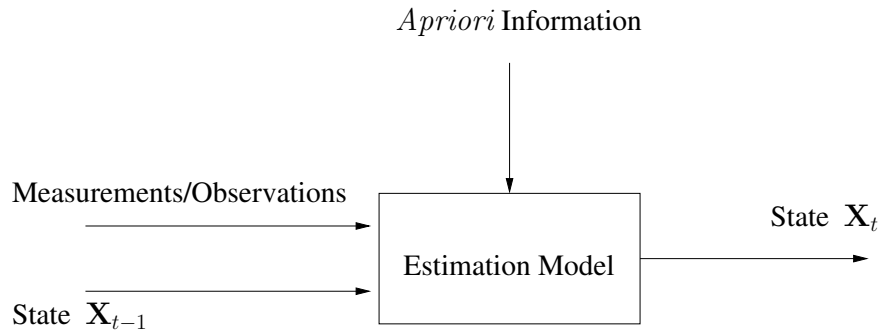 Apriori Information
Measurements/Observations
State X_t
Estimation Model
State X_{t−1}